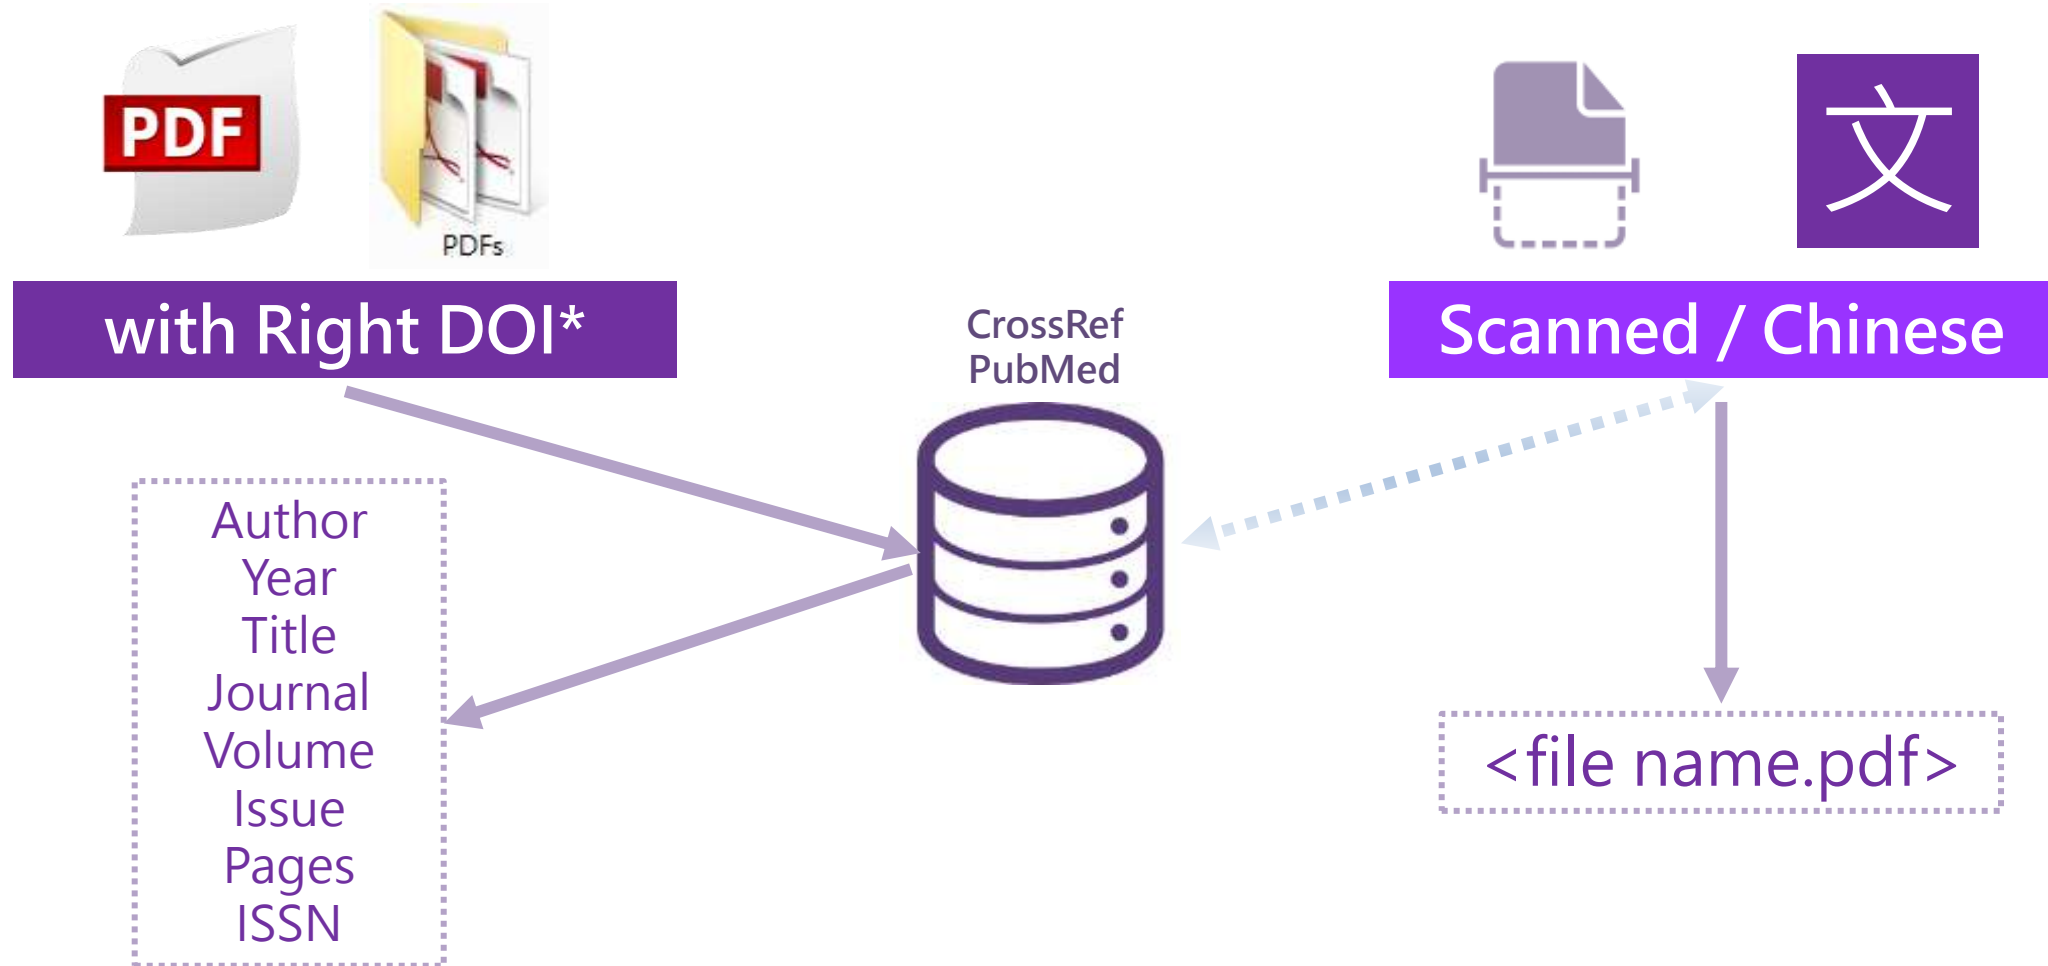 PDF
PDFs
with Right DOI*
CrossRef
PubMed
文
Scanned / Chinese
Author
Year
Title
Journal
Volume
Issue
Pages
ISSN
<file name.pdf>